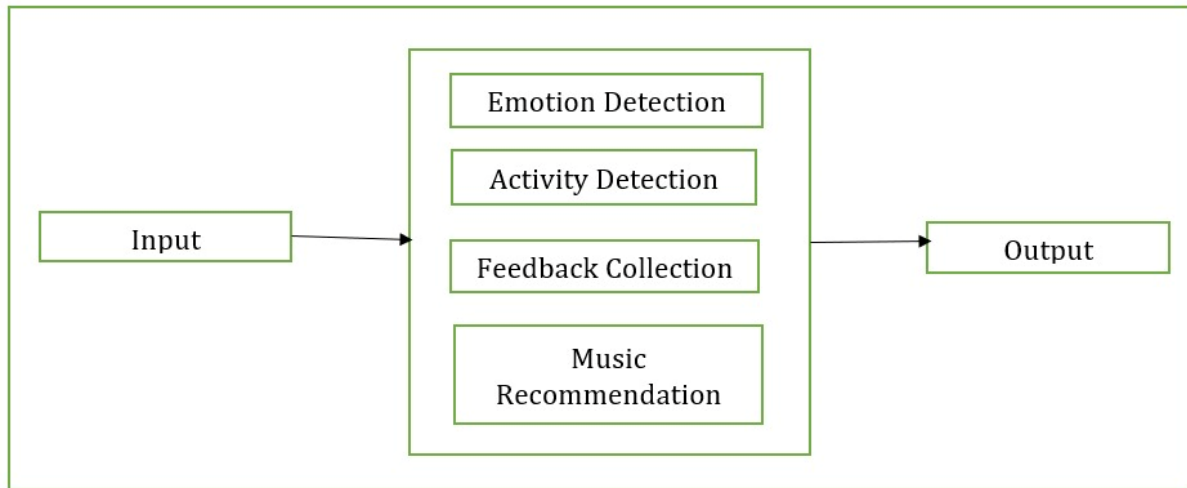 Emotion Detection
Activity Detection
Input
Feedback Collection
Output
Music
Recommendation